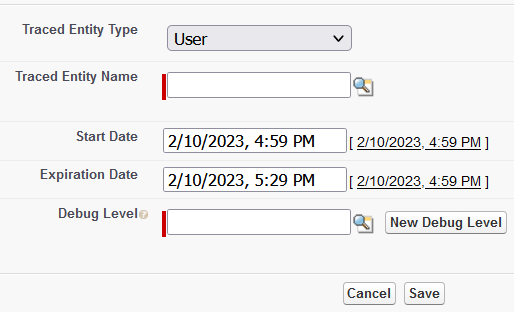 Traced Entity Type User
Traced Entity Name
Start Date 2/10/2023, 4:59 PM [ 2/10/2023, 4:59 PM ]
Expiration Date 2/10/2023, 5:29 PM [ 2/10/2023, 4:59 PM ]
Debug Level ? New Debug Level
Cancel Save